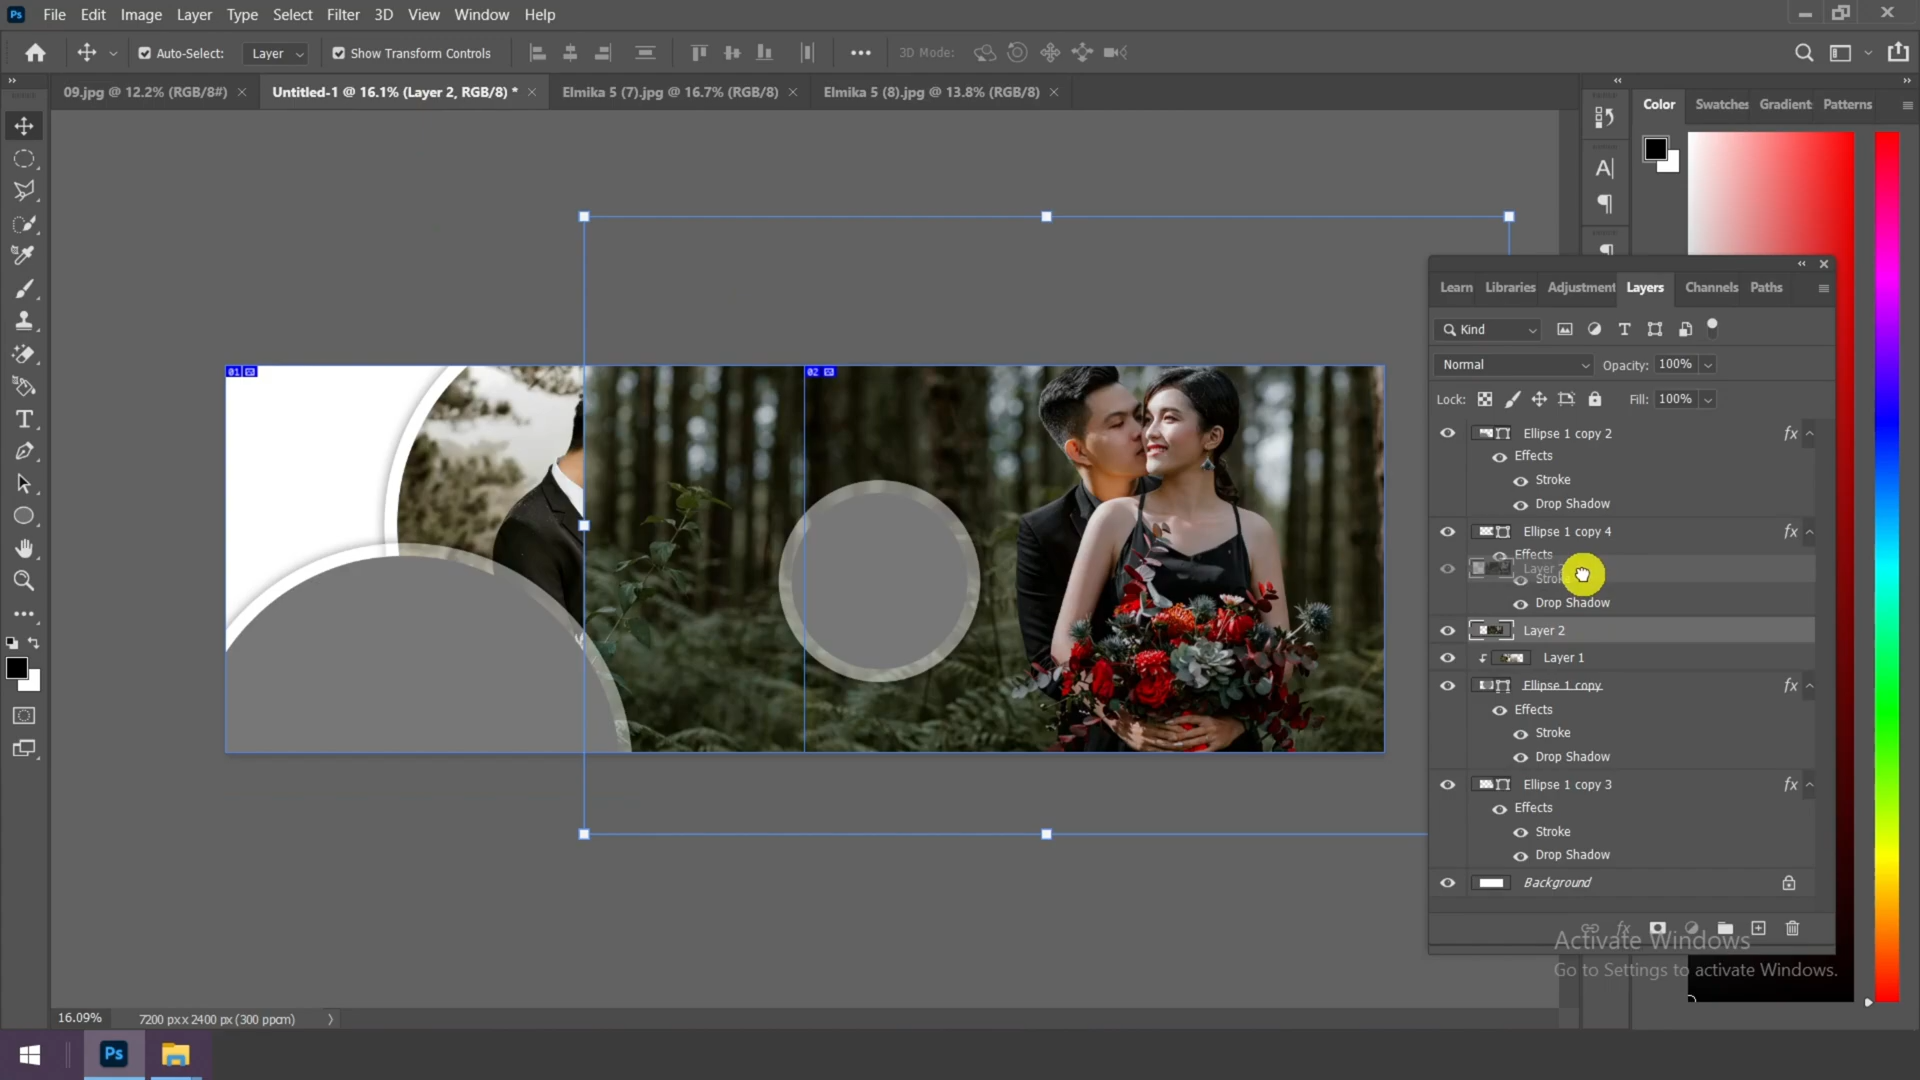 Ps File Edit Image Layer Type Select Filter 3D View Window Help
Auto-Select: Layer Show Transform Controls 3D Mode:
09.jpg @ 12.2% (RGB/8#) Untitled-1 @ 16.1% (Layer 2, RGB/8) * Elmika 5 (7).jpg @ 16.7% (RGB/8) Elmika 5 (8).jpg @ 13.8% (RGB/8)
Color Swatches Gradient Patterns
Learn Libraries Adjustment Layers Channels Paths
Kind
Normal Opacity: 100%
Lock: Fill: 100%
01 02
Ellipse 1 copy 2 fx
Effects
Stroke
Drop Shadow
Ellipse 1 copy 4 fx
Effects
Layer
Stroke
Drop Shadow
Layer 2
Layer 1
Ellipse 1 copy fx
Effects
Stroke
Drop Shadow
Ellipse 1 copy 3 fx
Effects
Stroke
Drop Shadow
Background
fx
Activate Windows
Go to Settings to activate Windows.
16.09% 7200 px x 2400 px (300 ppcm)
Ps